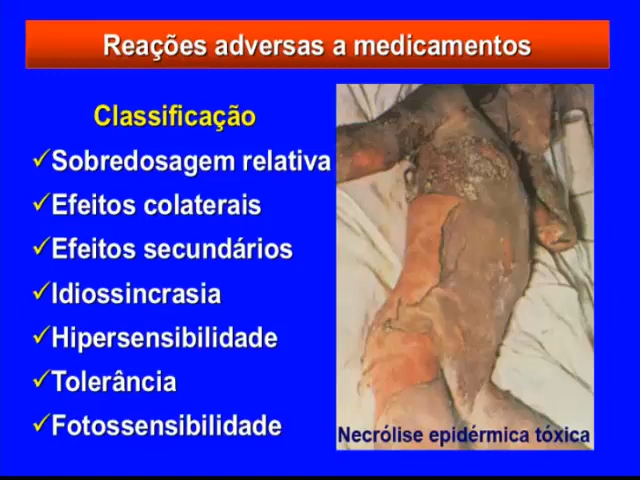 Reações adversas a medicamentos
Classificação
Sobredosagem relativa
Efeitos colaterais
Efeitos secundários
Idiossincrasia
Hipersensibilidade
Tolerância
Fotossensibilidade
Necrólise epidérmica tóxica